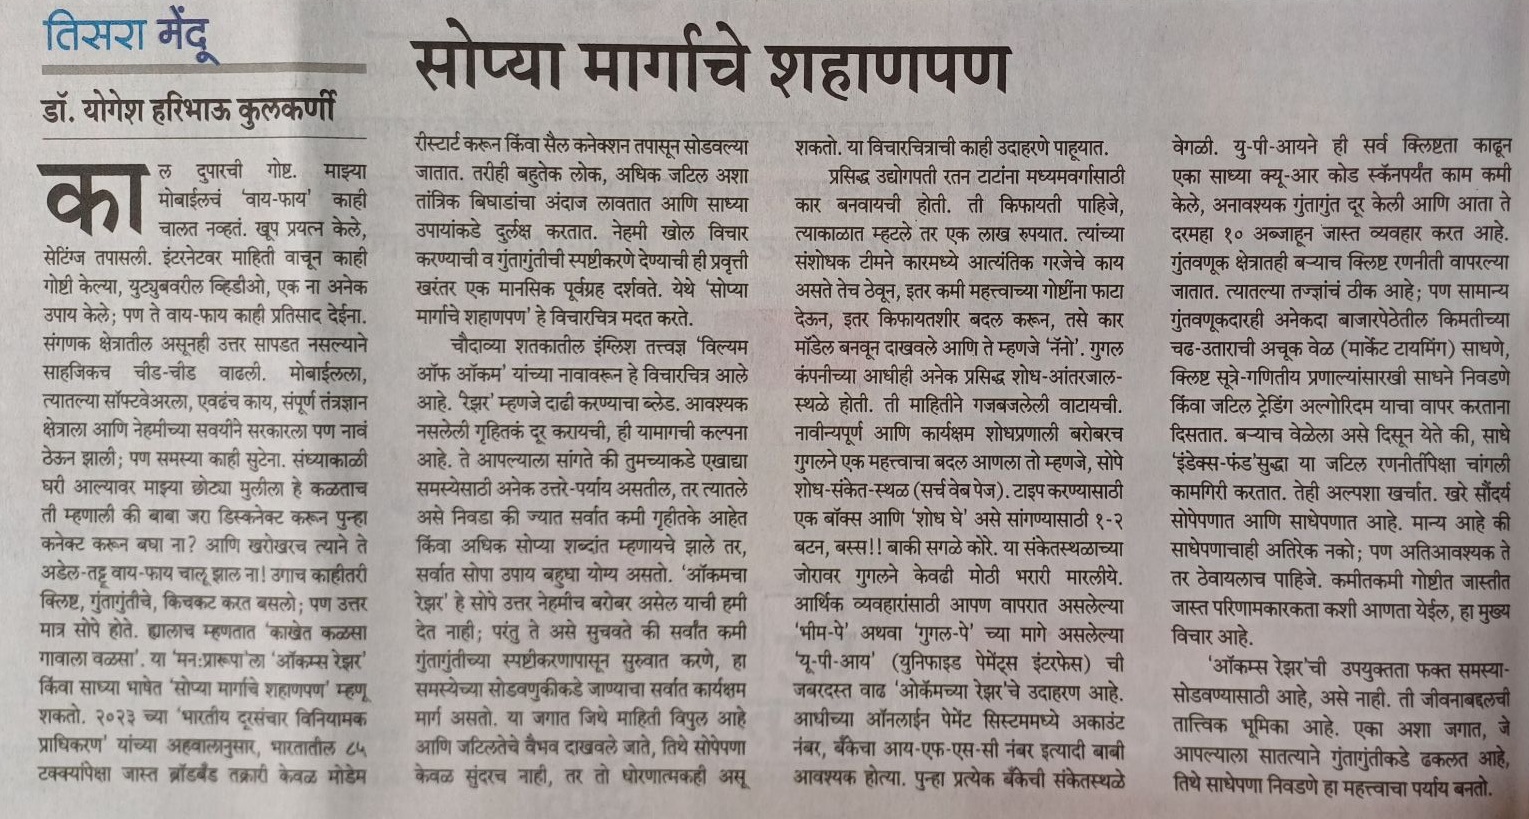 तिसरा मेंदू
डॉ. योगेश हरिभाऊ कुलकर्णी
सोप्या मार्गाचे शहाणपण
काल दुपारची गोष्ट. माझ्या
मोबाईलचं 'वाय-फाय' काही
चालत नव्हतं. खूप प्रयत्न केले,
सेटिंग्ज तपासली. इंटरनेटवर माहिती वाचून काही
गोष्टी केल्या, युट्युबवरील व्हिडीओ, एक ना अनेक
उपाय केले; पण ते वाय-फाय काही प्रतिसाद देईना.
संगणक क्षेत्रातील असूनही उत्तर सापडत नसल्याने
साहजिकच चीड-चीड वाढली. मोबाईलला,
त्यातल्या सॉफ्टवेअरला, एवढंच काय, संपूर्ण तंत्रज्ञान
क्षेत्राला आणि नेहमीच्या सवयीने सरकारला पण नावं
ठेऊन झाली; पण समस्या काही सुटेना. संध्याकाळी
घरी आल्यावर माझ्या छोट्या मुलीला हे कळताच
ती म्हणाली की बाबा जरा डिस्कनेक्ट करून पुन्हा
कनेक्ट करून बघा ना? आणि खरोखरच त्याने ते
अडेल-तट्टू वाय-फाय चालू झाल ना! उगाच काहीतरी
क्लिष्ट, गुंतागुंतीचे, किचकट करत बसलो; पण उत्तर
मात्र सोपे होते. ह्यालाच म्हणतात 'काखेत कळसा
गावाला वळसा'. या 'मन:प्रारूपा'ला 'ऑकम्स रेझर'
किंवा साध्या भाषेत 'सोप्या मार्गाचे शहाणपण' म्हणू
शकतो. २०२३ च्या 'भारतीय दूरसंचार विनियामक
प्राधिकरण' यांच्या अहवालानुसार, भारतातील ८५
टक्क्यांपेक्षा जास्त ब्रॉडबँड तक्रारी केवळ मोडेम
रीस्टार्ट करून किंवा सैल कनेक्शन तपासून सोडवल्या
जातात. तरीही बहुतेक लोक, अधिक जटिल अशा
तांत्रिक बिघाडांचा अंदाज लावतात आणि साध्या
उपायांकडे दुर्लक्ष करतात. नेहमी खोल विचार
करण्याची व गुंतागुंतीची स्पष्टीकरणे देण्याची ही प्रवृत्ती
खरंतर एक मानसिक पूर्वग्रह दर्शवते. येथे 'सोप्या
मार्गाचे शहाणपण' हे विचारचित्र मदत करते.
चौदाव्या शतकातील इंग्लिश तत्त्वज्ञ 'विल्यम
ऑफ ऑकम' यांच्या नावावरून हे विचारचित्र आले
आहे. 'रेझर' म्हणजे दाढी करण्याचा ब्लेड. आवश्यक
नसलेली गृहितकं दूर करायची, ही यामागची कल्पना
आहे. ते आपल्याला सांगते की तुमच्याकडे एखाद्या
समस्येसाठी अनेक उत्तरे-पर्याय असतील, तर त्यातले
असे निवडा की ज्यात सर्वात कमी गृहीतके आहेत
किंवा अधिक सोप्या शब्दांत म्हणायचे झाले तर,
सर्वात सोपा उपाय बहुधा योग्य असतो. 'ऑकमचा
रेझर' हे सोपे उत्तर नेहमीच बरोबर असेल याची हमी
देत नाही; परंतु ते असे सुचवते की सर्वांत कमी
गुंतागुंतीच्या स्पष्टीकरणापासून सुरुवात करणे, हा
समस्येच्या सोडवणुकीकडे जाण्याचा सर्वात कार्यक्षम
मार्ग असतो. या जगात जिथे माहिती विपुल आहे
आणि जटिलतेचे वैभव दाखवले जाते, तिथे सोपेपणा
केवळ सुंदरच नाही, तर तो धोरणात्मकही असू
शकतो. या विचारचित्राची काही उदाहरणे पाहूयात.
प्रसिद्ध उद्योगपती रतन टाटांना मध्यमवर्गासाठी
कार बनवायची होती. ती किफायती पाहिजे,
त्याकाळात म्हटले तर एक लाख रुपयात. त्यांच्या
संशोधक टीमने कारमध्ये आत्यंतिक गरजेचे काय
असते तेच ठेवून, इतर कमी महत्त्वाच्या गोष्टींना फाटा
देऊन, इतर किफायतशीर बदल करून, तसे कार
मॉडेल बनवून दाखवले आणि ते म्हणजे 'नॅनो'. गुगल
कंपनीच्या आधीही अनेक प्रसिद्ध शोध-आंतरजाल-
स्थळे होती. ती माहितीने गजबजलेली वाटायची.
नावीन्यपूर्ण आणि कार्यक्षम शोधप्रणाली बरोबरच
गुगलने एक महत्त्वाचा बदल आणला तो म्हणजे, सोपे
शोध-संकेत-स्थळ (सर्च वेब पेज). टाइप करण्यासाठी
एक बॉक्स आणि 'शोध घे' असे सांगण्यासाठी १-२
बटन, बस्स!! बाकी सगळे कोरे. या संकेतस्थळाच्या
जोरावर गुगलने केवढी मोठी भरारी मारलीये.
आर्थिक व्यवहारांसाठी आपण वापरात असलेल्या
'भीम-पे' अथवा 'गुगल-पे' च्या मागे असलेल्या
'यू-पी-आय' (युनिफाइड पेमेंट्स इंटरफेस) ची
जबरदस्त वाढ 'ओकॅमच्या रेझर'चे उदाहरण आहे.
आधीच्या ऑनलाईन पेमेंट सिस्टममध्ये अकाउंट
नंबर, बँकेचा आय-एफ-एस-सी नंबर इत्यादी बाबी
आवश्यक होत्या. पुन्हा प्रत्येक बँकेची संकेतस्थळे
वेगळी. यु-पी-आयने ही सर्व क्लिष्टता काढून
एका साध्या क्यू-आर कोड स्कॅनपर्यंत काम कमी
केले, अनावश्यक गुंतागुंत दूर केली आणि आता ते
दरमहा १० अब्जाहून जास्त व्यवहार करत आहे.
गुंतवणूक क्षेत्रातही बऱ्याच क्लिष्ट रणनीती वापरल्या
जातात. त्यातल्या तज्ज्ञांचं ठीक आहे; पण सामान्य
गुंतवणूकदारही अनेकदा बाजारपेठेतील किमतीच्या
चढ-उताराची अचूक वेळ (मार्केट टायमिंग) साधणे,
क्लिष्ट सूत्रे-गणितीय प्रणाल्यांसारखी साधने निवडणे
किंवा जटिल ट्रेडिंग अल्गोरिदम याचा वापर करताना
दिसतात. बऱ्याच वेळेला असे दिसून येते की, साधे
'इंडेक्स-फंड'सुद्धा या जटिल रणनीतींपेक्षा चांगली
कामगिरी करतात. तेही अल्पशा खर्चात. खरे सौंदर्य
सोपेपणात आणि साधेपणात आहे. मान्य आहे की
साधेपणाचाही अतिरेक नको; पण अतिआवश्यक ते
तर ठेवायलाच पाहिजे. कमीतकमी गोष्टीत जास्तीत
जास्त परिणामकारकता कशी आणता येईल, हा मुख्य
विचार आहे.
'ऑकम्स रेझर'ची उपयुक्तता फक्त समस्या-
सोडवण्यासाठी आहे, असे नाही. ती जीवनाबद्दलची
तात्त्विक भूमिका आहे. एका अशा जगात, जे
आपल्याला सातत्याने गुंतागुंतीकडे ढकलत आहे,
तिथे साधेपणा निवडणे हा महत्त्वाचा पर्याय बनतो.